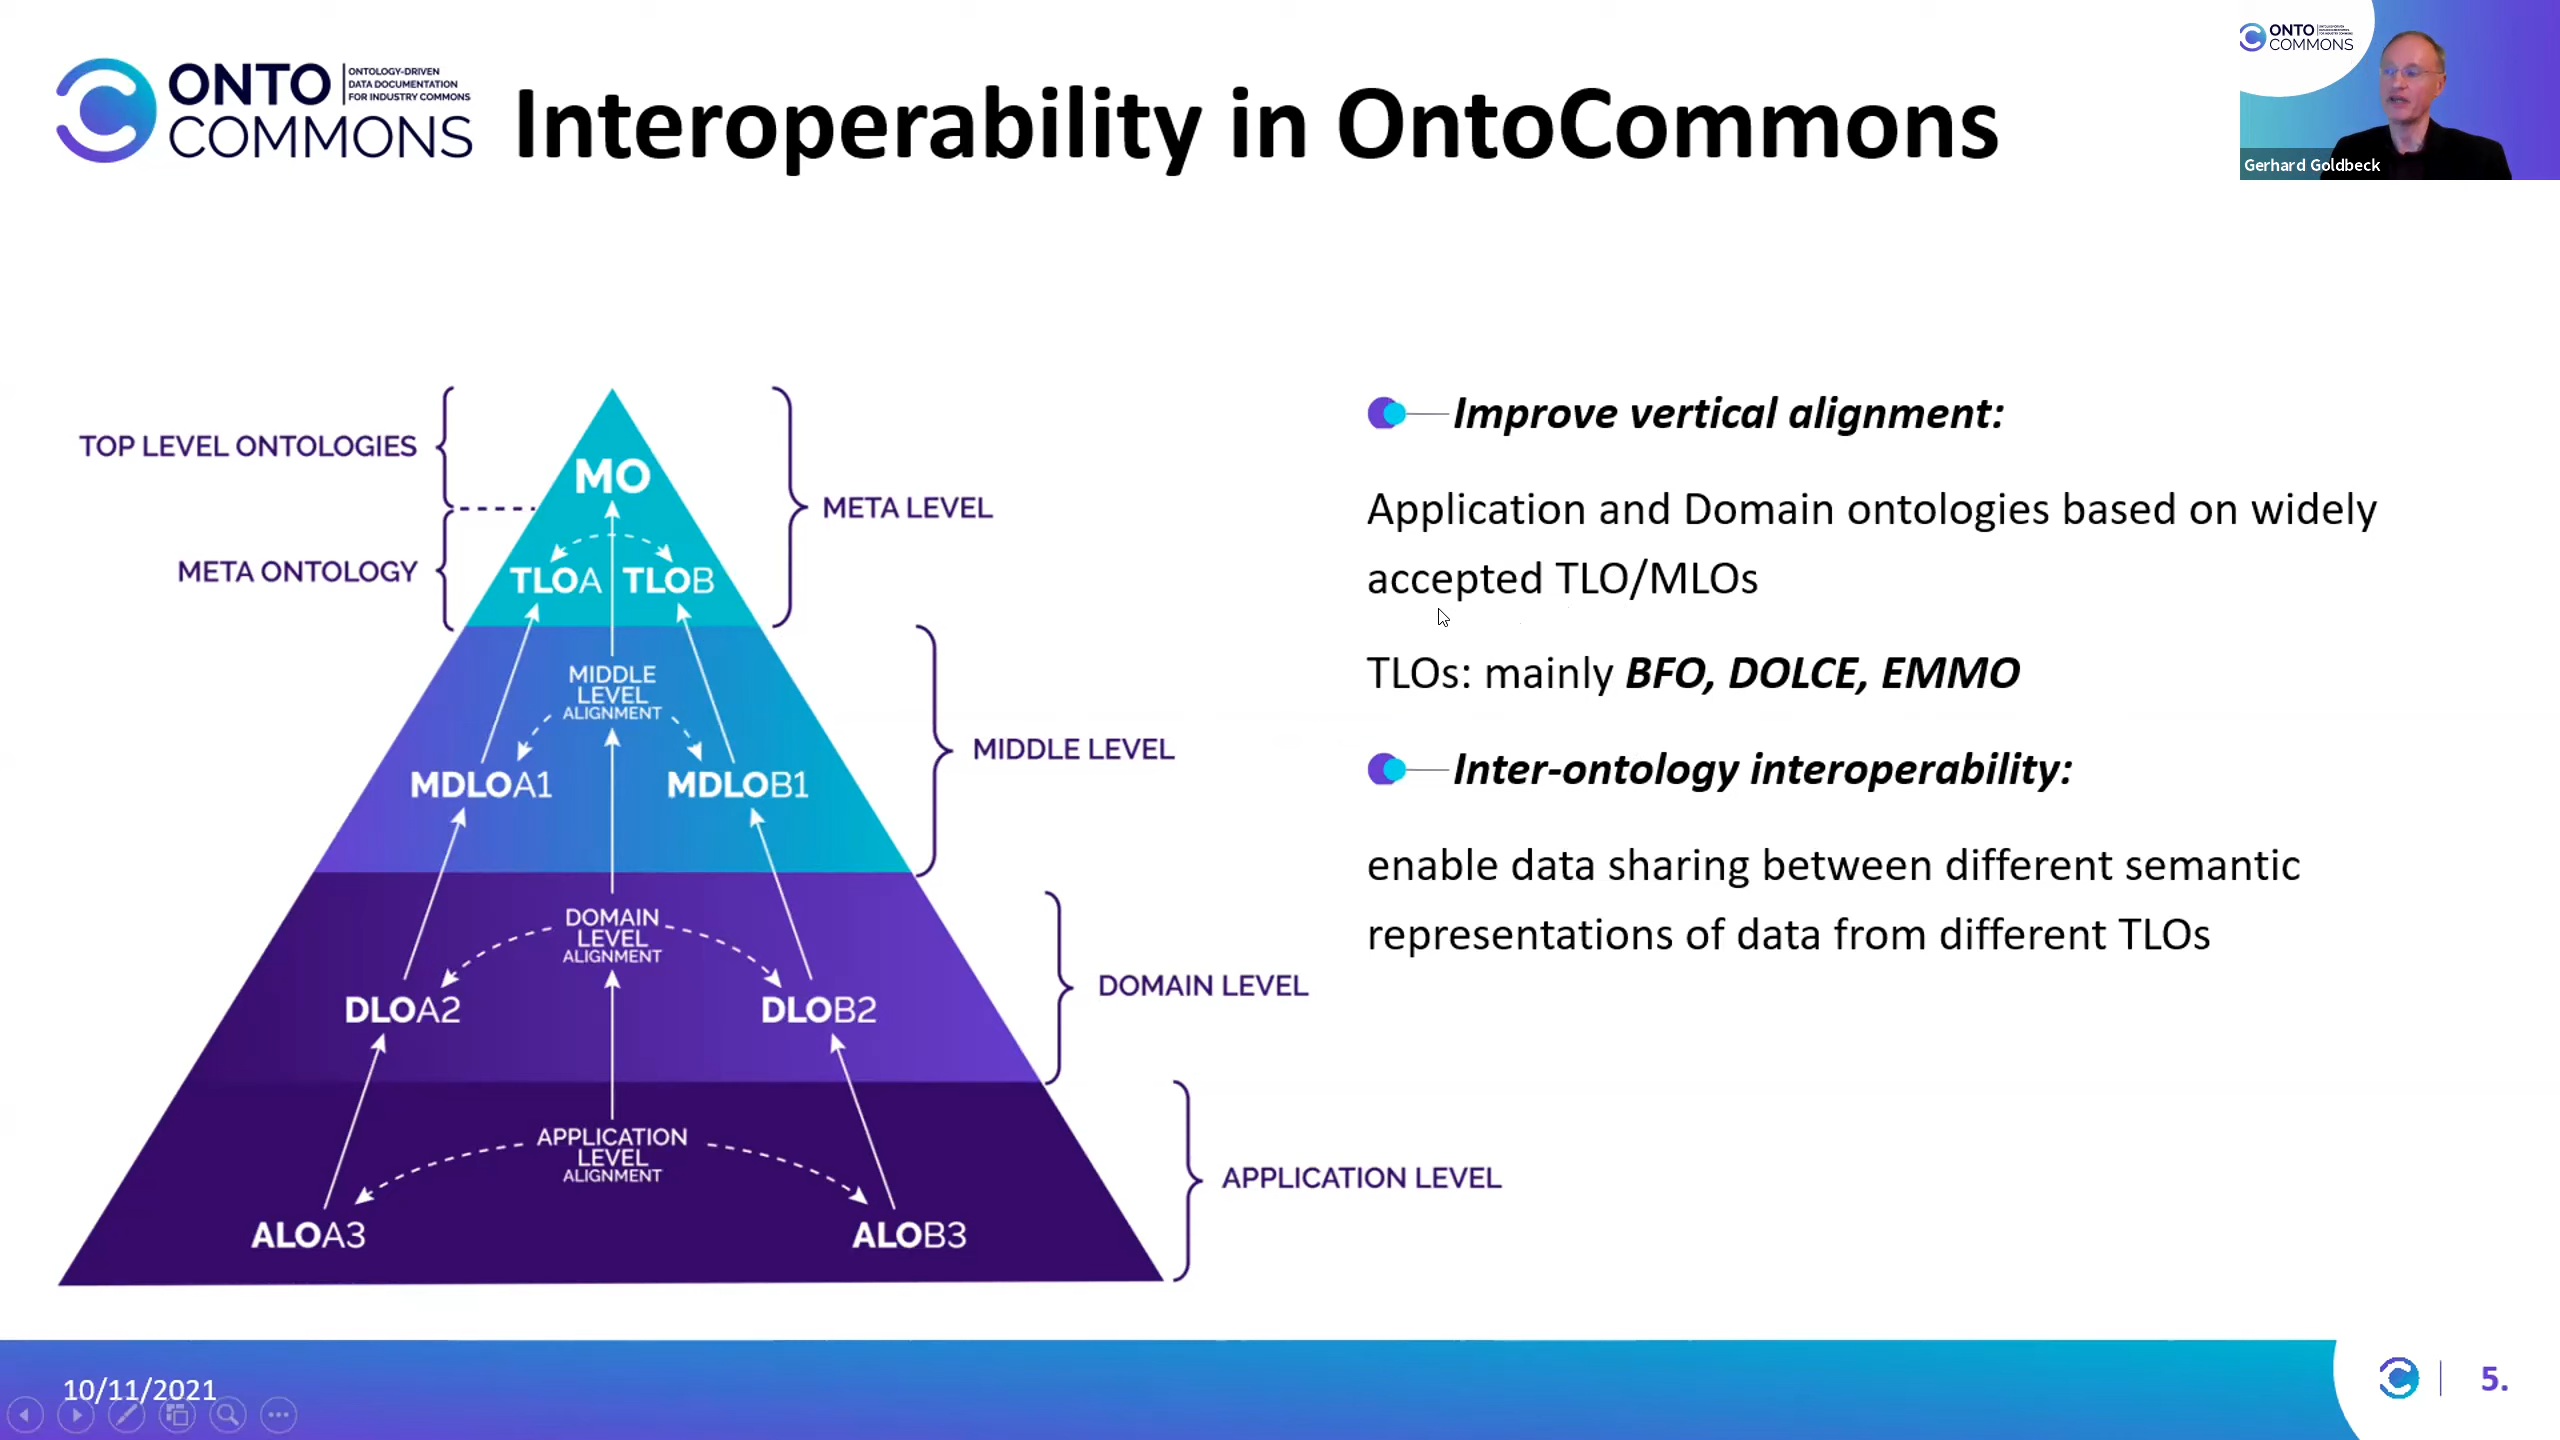 ONTO
COMMONS
ONTOLOGY-DRIVEN
DATA DOCUMENTATION
FOR INDUSTRY COMMONS
Interoperability in OntoCommons
ONTO
COMMONS
Gerhard Goldbeck
TOP LEVEL ONTOLOGIES
META ONTOLOGY
MO
TLOA TLOB
META LEVEL
MIDDLE
LEVEL
ALIGNMENT
MDLOA1 MDLOB1
MIDDLE LEVEL
DOMAIN
LEVEL
ALIGNMENT
DLOA2 DLOB2
DOMAIN LEVEL
APPLICATION
LEVEL
ALIGNMENT
ALOA3 ALOB3
APPLICATION LEVEL
Improve vertical alignment:
Application and Domain ontologies based on widely
accepted TLO/MLOs
TLOs: mainly BFO, DOLCE, EMMO
Inter-ontology interoperability:
enable data sharing between different semantic
representations of data from different TLOs
10/11/2021
5.